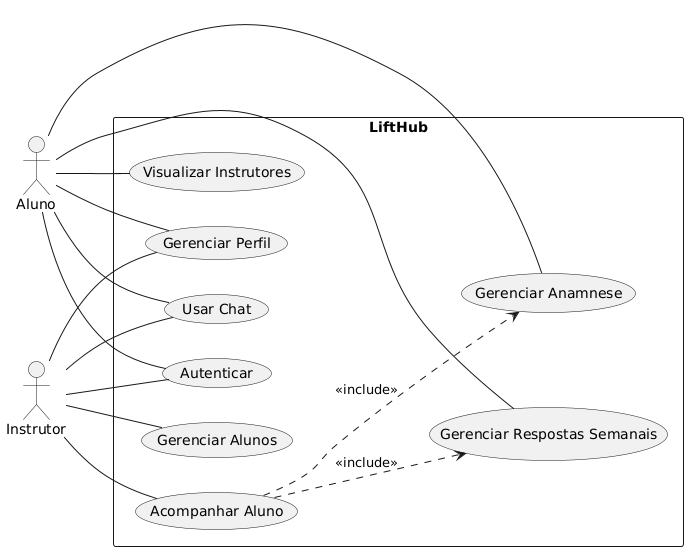 LiftHub
Visualizar Instrutores
Aluno
Gerenciar Perfil
Gerenciar Anamnese
Usar Chat
Autenticar
«include»
Instrutor
Gerenciar Alunos
Gerenciar Respostas Semanais
«include»
Acompanhar Aluno